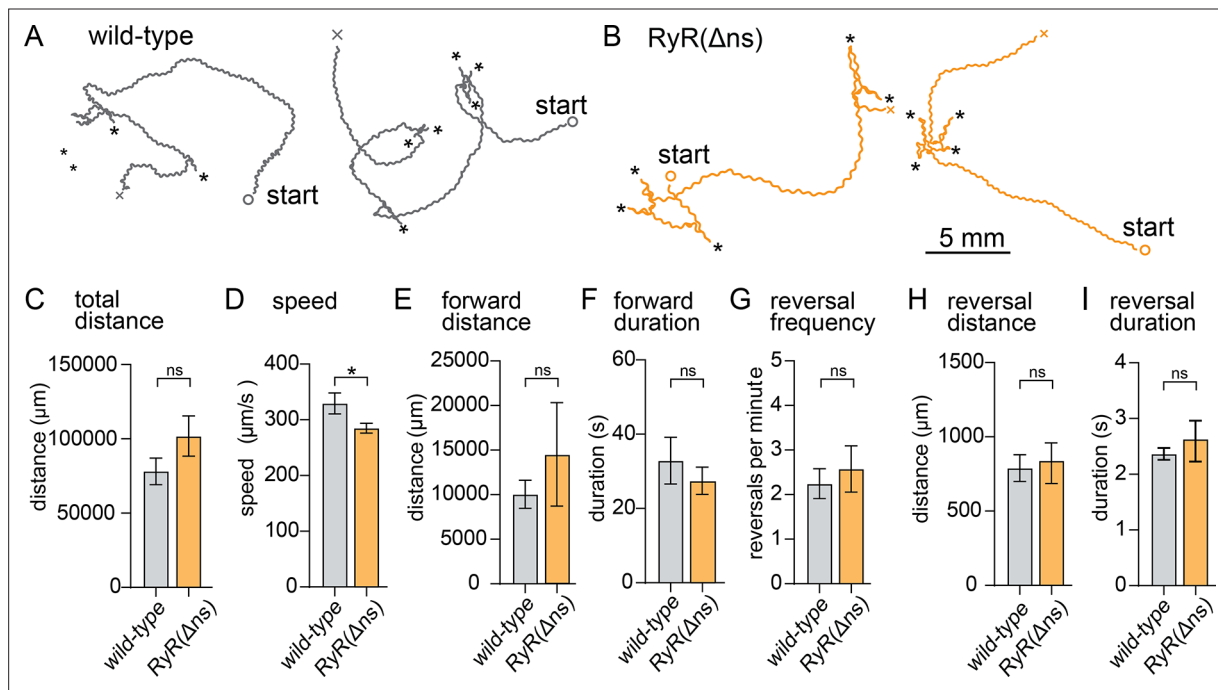 A wild-type
* * * * × start
× * * * * * * start
B RyR(Δns)
* * × start * * *
× * * * * start
5 mm
C total
distance
150000
100000
50000
0
distance (µm)
ns
wild-type
RyR(Δns)
D speed
400
300
200
100
0
speed (µm/s)
*
wild-type
RyR(Δns)
E forward
distance
25000
20000
15000
10000
5000
0
distance (µm)
ns
wild-type
RyR(Δns)
F forward
duration
60
40
20
0
duration (s)
ns
wild-type
RyR(Δns)
G reversal
frequency
5
4
3
2
1
0
reversals per minute
ns
wild-type
RyR(Δns)
H reversal
distance
1500
1000
500
0
distance (µm)
ns
wild-type
RyR(Δns)
I reversal
duration
4
3
2
1
0
duration (s)
ns
wild-type
RyR(Δns)